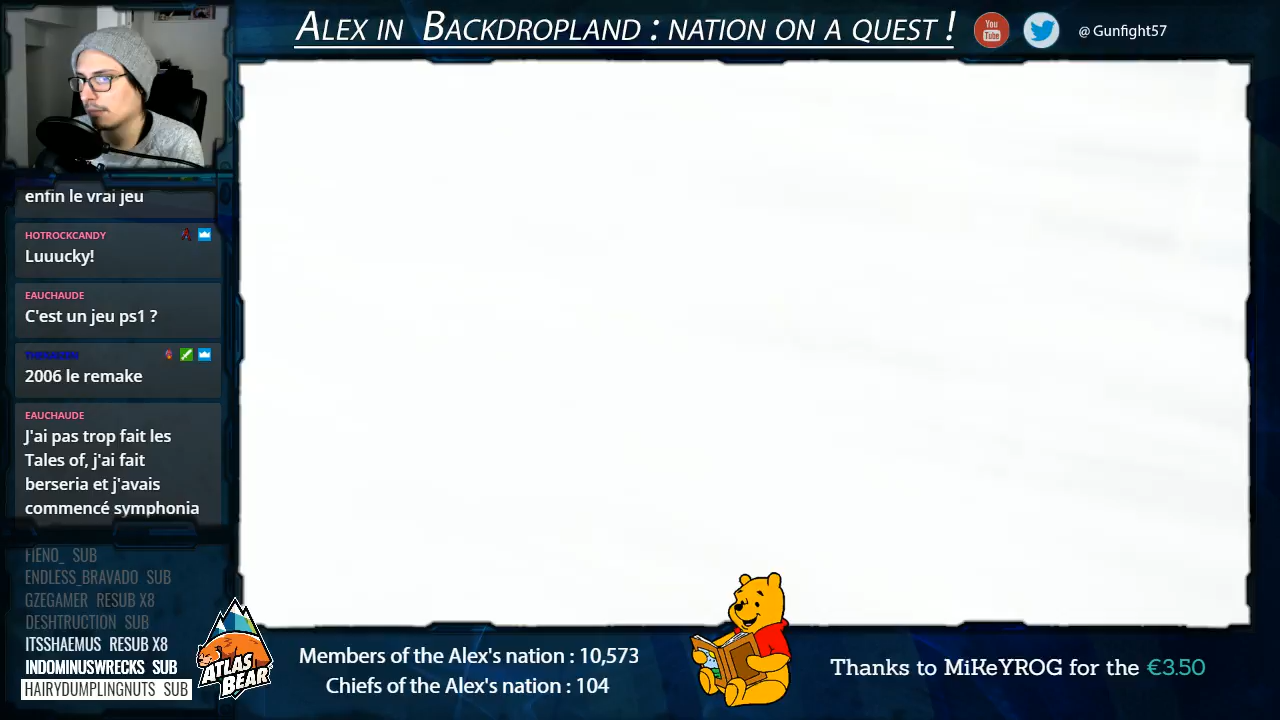 ALEX IN BACKDROPLAND : NATION ON A QUEST !
You
Tube
@ Gunfight57
enfin le vrai jeu
HOTROCKCANDY
Luuucky!
EAUCHAUDE
C'est un jeu ps1 ?
2006 le remake
EAUCHAUDE
J'ai pas trop fait les
Tales of, j'ai fait
berseria et j'avais
commencé symphonia
FIENO_ SUB
ENDLESS_BRAVADO SUB
GZEGAMER RESUB X8
DESHTRUCTION SUB
ITSSHAEMUS RESUB X8
INDOMINUSWRECKS SUB
HAIRYDUMPLINGNUTS SUB
ATLAS
BEAR
Members of the Alex's nation : 10,573
Chiefs of the Alex's nation : 104
Thanks to MiKeYROG for the €3.50